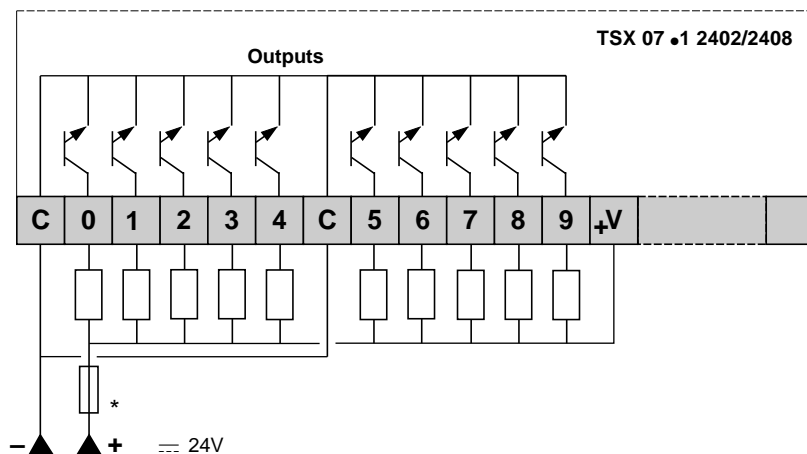 TSX 07 •1 2402/2408
Outputs
C 0 1 2 3 4 C 5 6 7 8 9 +V
*
– + ⎓ 24V